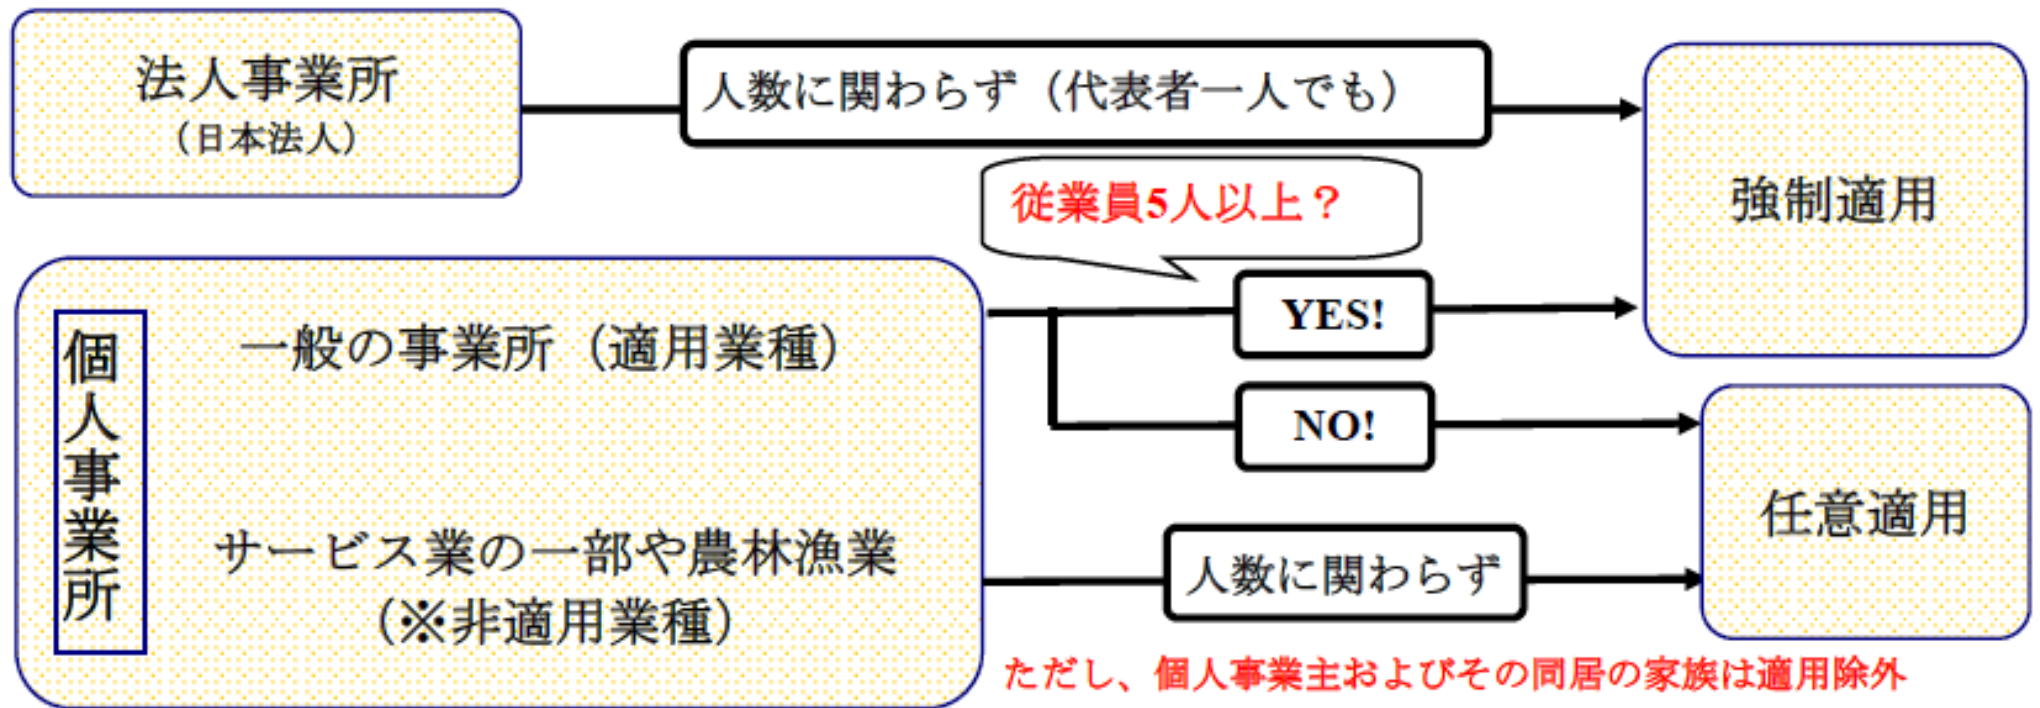 法人事業所
（日本法人）
人数に関わらず（代表者一人でも）
強制適用
従業員5人以上？
個人事業所
一般の事業所（適用業種）
YES!
NO!
サービス業の一部や農林漁業
（※非適用業種）
人数に関わらず
任意適用
ただし、個人事業主およびその同居の家族は適用除外